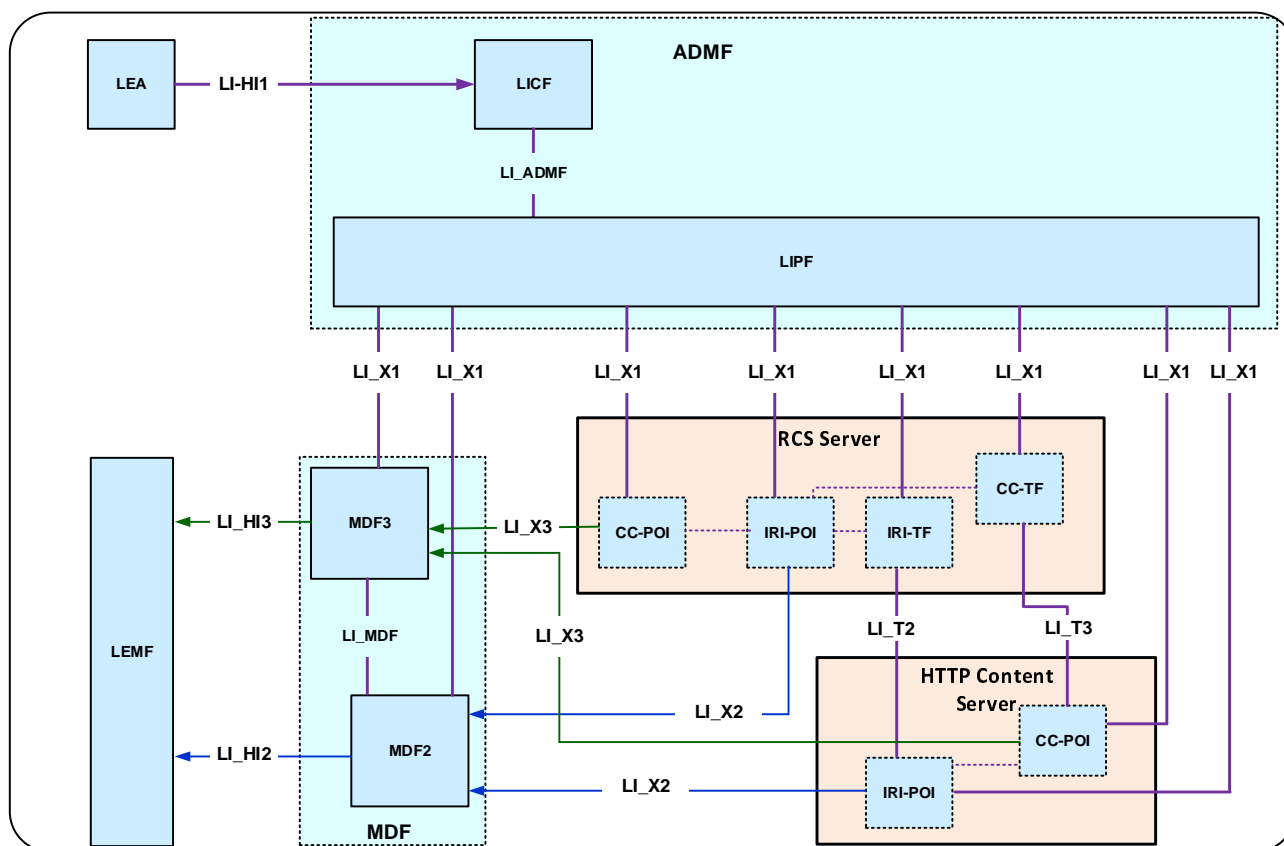 ADMF
LEA
LI-HI1
LICF
LI_ADMF
LIPF
LI_X1
LI_X1
LI_X1
LI_X1
LI_X1
LI_X1
LI_X1
LI_X1
RCS Server
CC-TF
MDF3
LI_HI3
LI_X3
CC-POI
IRI-POI
IRI-TF
LI_MDF
LI_X3
LI_T2
LI_T3
LEMF
HTTP Content
Server
LI_X2
CC-POI
LI_HI2
MDF2
LI_X2
IRI-POI
MDF